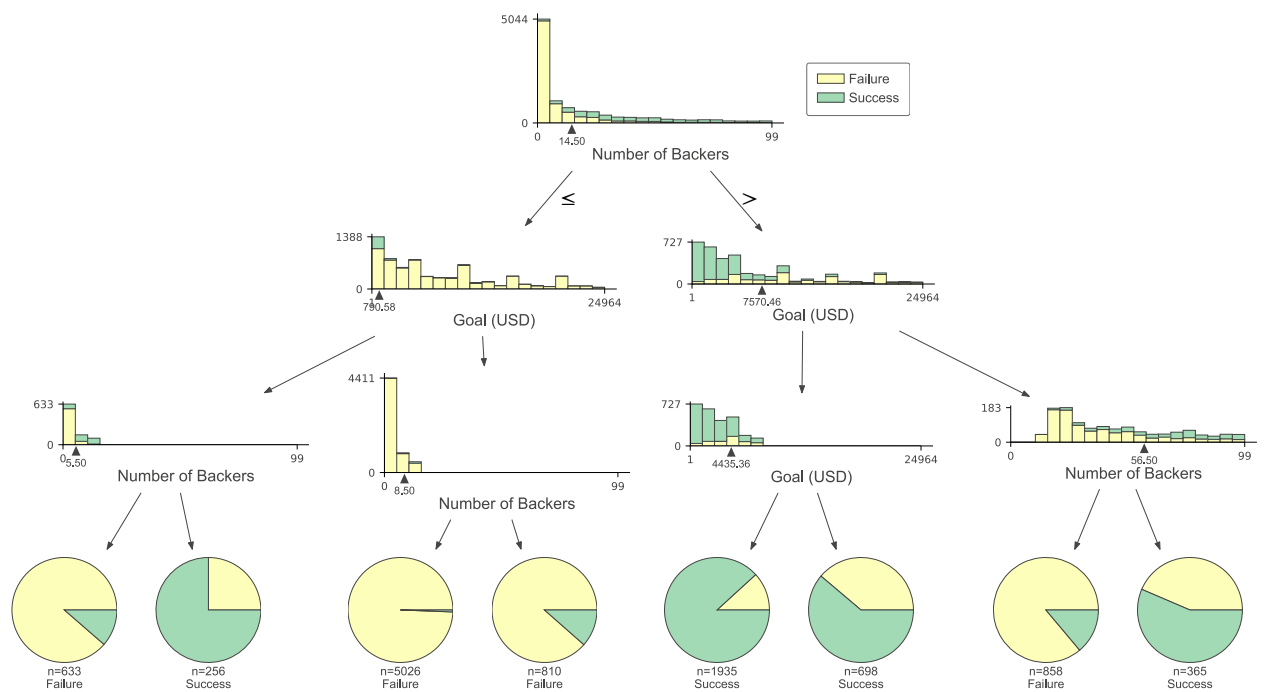 5044
0
0
14.50
99
Number of Backers
Failure
Success
≤
>
1388
0
1
790.58
24964
Goal (USD)
727
0
1
7570.46
24964
Goal (USD)
633
0
0
5.50
99
Number of Backers
4411
0
0
8.50
99
Number of Backers
727
0
1
4435.36
24964
Goal (USD)
183
0
0
56.50
99
Number of Backers
n=633
Failure
n=256
Success
n=5026
Failure
n=810
Failure
n=1935
Success
n=698
Success
n=858
Failure
n=365
Success